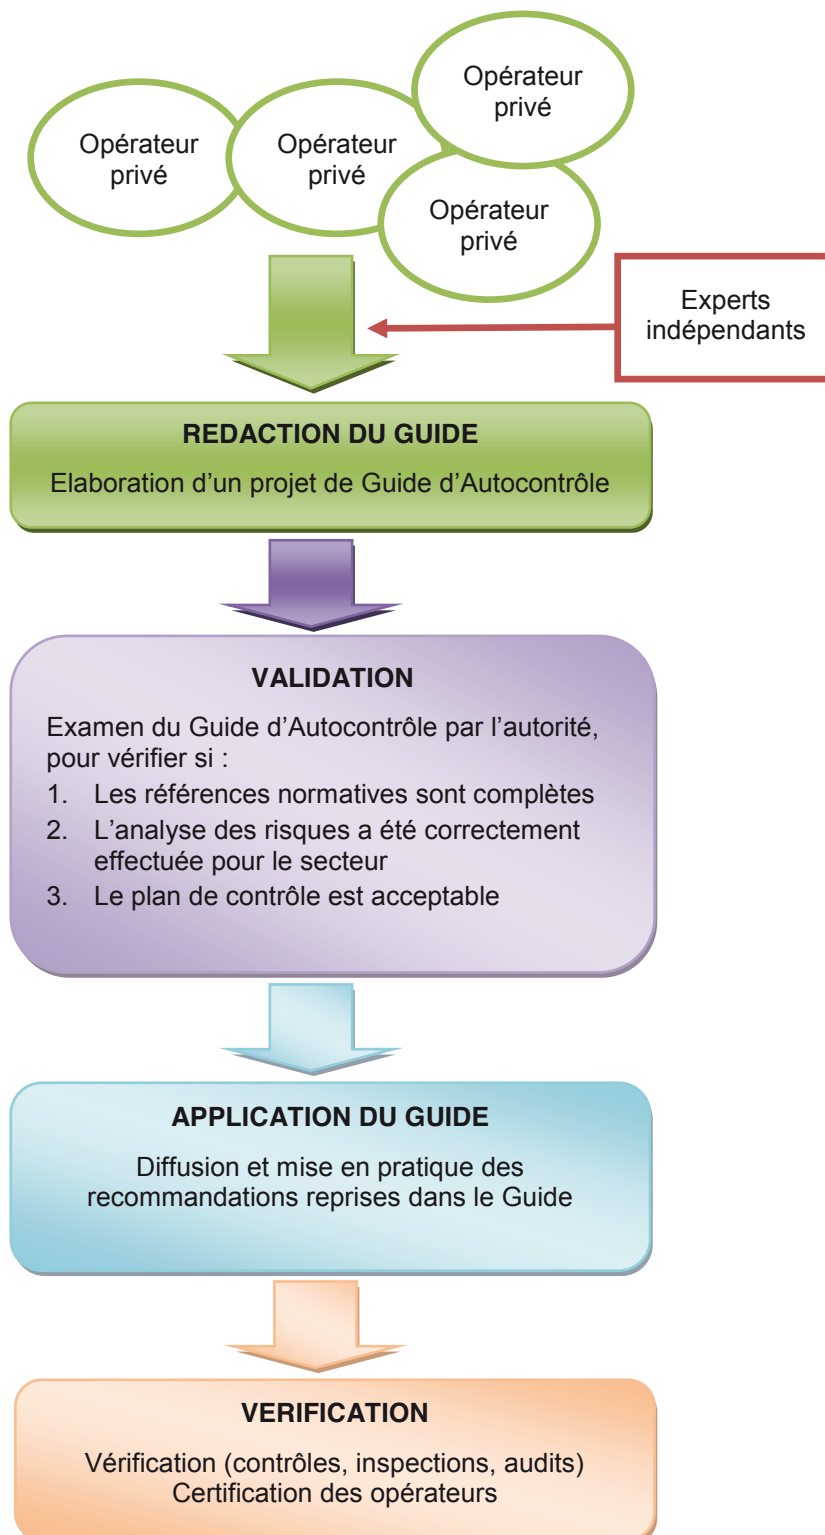 Opérateur
privé
Opérateur
privé
Opérateur
privé
Opérateur
privé
Experts
indépendants
REDACTION DU GUIDE
Elaboration d’un projet de Guide d’Autocontrôle
VALIDATION
Examen du Guide d’Autocontrôle par l’autorité,
pour vérifier si :
1. Les références normatives sont complètes
2. L’analyse des risques a été correctement
effectuée pour le secteur
3. Le plan de contrôle est acceptable
APPLICATION DU GUIDE
Diffusion et mise en pratique des
recommandations reprises dans le Guide
VERIFICATION
Vérification (contrôles, inspections, audits)
Certification des opérateurs